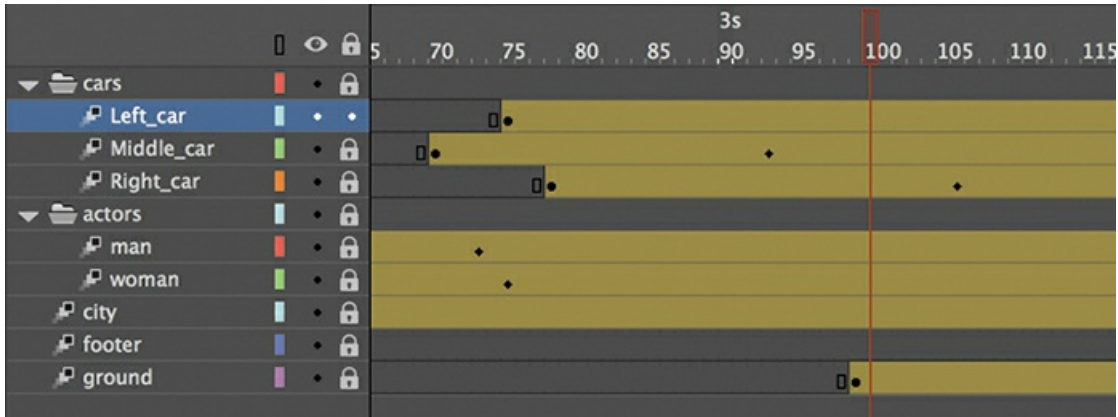 3s
5 70 75 80 85 90 95 100 105 110 115
cars
Left_car
Middle_car
Right_car
actors
man
woman
city
footer
ground